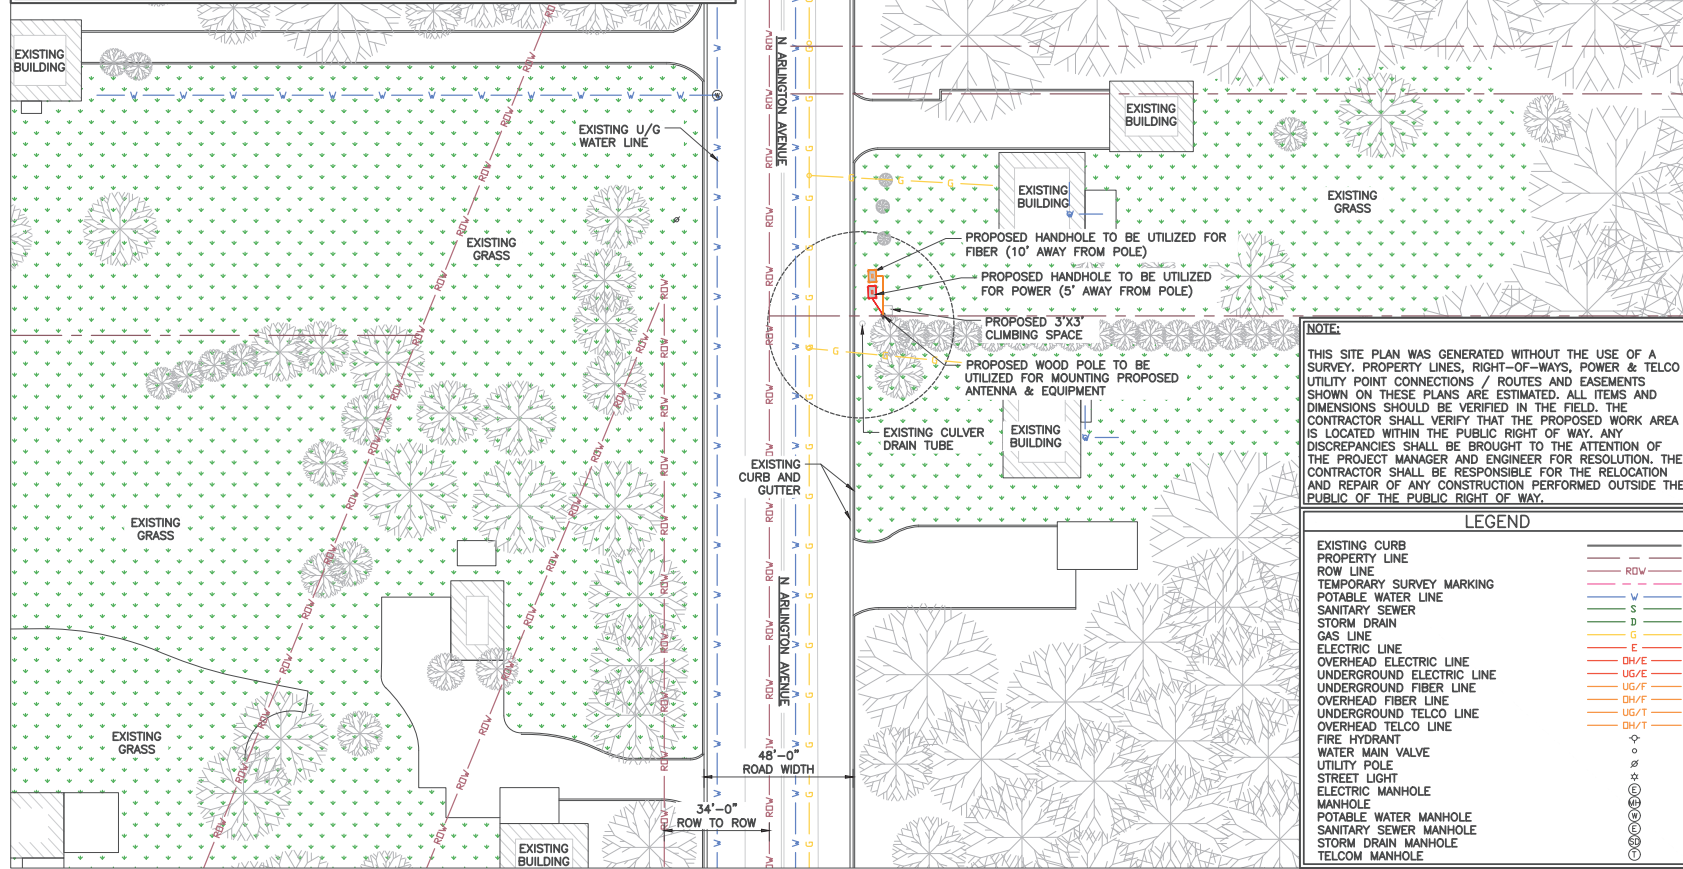 EXISTING
BUILDING
EXISTING U/G
WATER LINE
N ARLINGTON AVENUE
EXISTING
BUILDING
EXISTING
BUILDING
EXISTING
GRASS
EXISTING
GRASS
PROPOSED HANDHOLE TO BE UTILIZED FOR
FIBER (10' AWAY FROM POLE)
PROPOSED HANDHOLE TO BE UTILIZED
FOR POWER (5' AWAY FROM POLE)
PROPOSED 3'X3'
CLIMBING SPACE
PROPOSED WOOD POLE TO BE
UTILIZED FOR MOUNTING PROPOSED
ANTENNA & EQUIPMENT
EXISTING CULVER
DRAIN TUBE
EXISTING
BUILDING
EXISTING
CURB AND
GUTTER
EXISTING
GRASS
N ARLINGTON AVENUE
EXISTING
GRASS
48'-0"
ROAD WIDTH
34'-0"
ROW TO ROW
EXISTING
BUILDING
ROW
W
G
NOTE:
THIS SITE PLAN WAS GENERATED WITHOUT THE USE OF A
SURVEY. PROPERTY LINES, RIGHT-OF-WAYS, POWER & TELCO
UTILITY POINT CONNECTIONS / ROUTES AND EASEMENTS
SHOWN ON THESE PLANS ARE ESTIMATED. ALL ITEMS AND
DIMENSIONS SHOULD BE VERIFIED IN THE FIELD. THE
CONTRACTOR SHALL VERIFY THAT THE PROPOSED WORK AREA
IS LOCATED WITHIN THE PUBLIC RIGHT OF WAY. ANY
DISCREPANCIES SHALL BE BROUGHT TO THE ATTENTION OF
THE PROJECT MANAGER AND ENGINEER FOR RESOLUTION. THE
CONTRACTOR SHALL BE RESPONSIBLE FOR THE RELOCATION
AND REPAIR OF ANY CONSTRUCTION PERFORMED OUTSIDE THE
PUBLIC OF THE PUBLIC RIGHT OF WAY.
LEGEND
EXISTING CURB
PROPERTY LINE
ROW LINE ROW
TEMPORARY SURVEY MARKING
POTABLE WATER LINE W
SANITARY SEWER S
STORM DRAIN D
GAS LINE G
ELECTRIC LINE E
OVERHEAD ELECTRIC LINE OH/E
UNDERGROUND ELECTRIC LINE UG/E
UNDERGROUND FIBER LINE UG/F
OVERHEAD FIBER LINE OH/F
UNDERGROUND TELCO LINE UG/T
OVERHEAD TELCO LINE OH/T
FIRE HYDRANT
WATER MAIN VALVE
UTILITY POLE
STREET LIGHT
ELECTRIC MANHOLE E
MANHOLE MH
POTABLE WATER MANHOLE W
SANITARY SEWER MANHOLE E
STORM DRAIN MANHOLE SD
TELCOM MANHOLE T